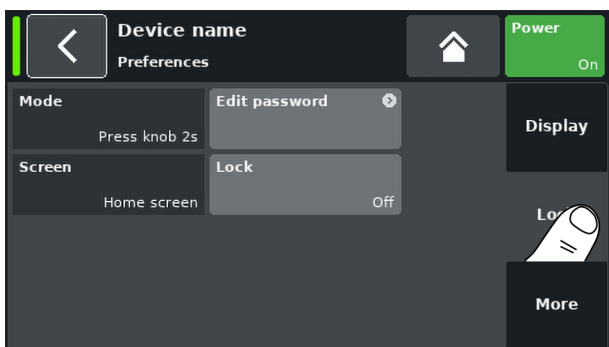 Device name
Preferences
Power
On
Mode
Press knob 2s
Edit password
Screen
Home screen
Lock
Off
Display
More